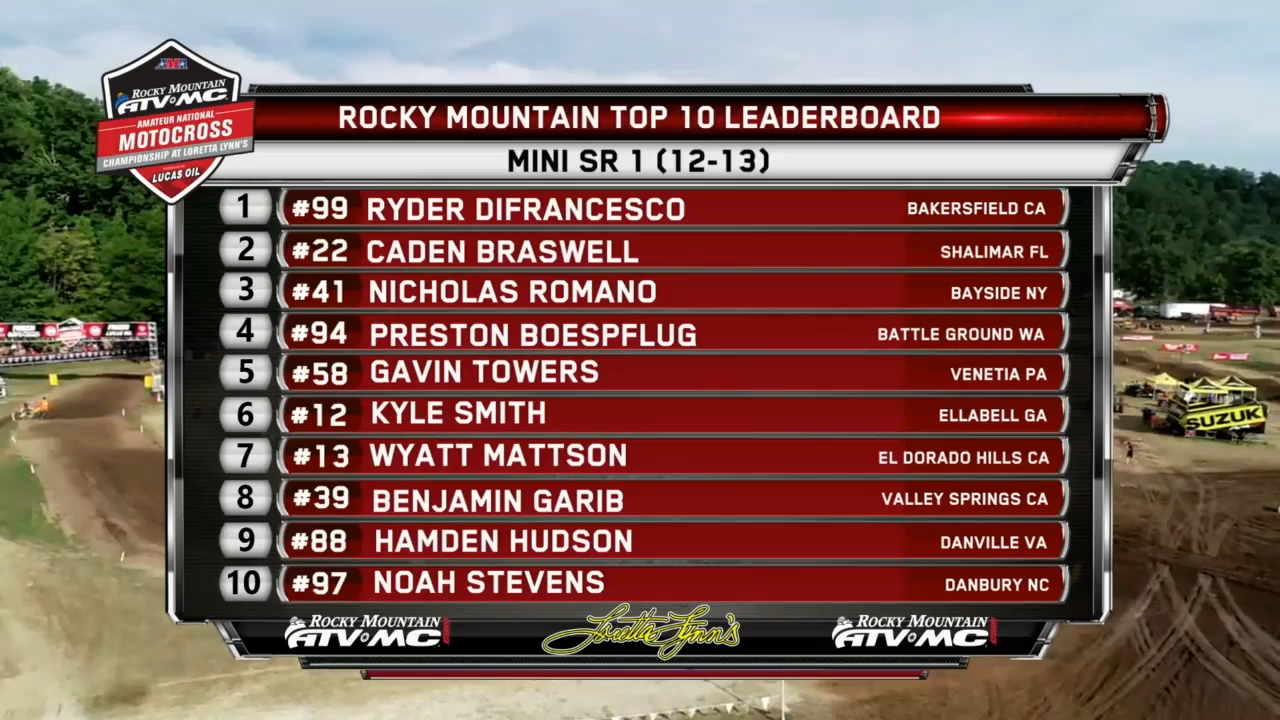 AMA
ROCKY MOUNTAIN
ATV MC
AMATEUR NATIONAL
MOTOCROSS
CHAMPIONSHIP AT LORETTA LYNN'S
LUCAS OIL
ROCKY MOUNTAIN TOP 10 LEADERBOARD
MINI SR 1 (12-13)
1 #99 RYDER DIFRANCESCO BAKERSFIELD CA
2 #22 CADEN BRASWELL SHALIMAR FL
3 #41 NICHOLAS ROMANO BAYSIDE NY
4 #94 PRESTON BOESPFLUG BATTLE GROUND WA
5 #58 GAVIN TOWERS VENETIA PA
6 #12 KYLE SMITH ELLABELL GA
7 #13 WYATT MATTSON EL DORADO HILLS CA
8 #39 BENJAMIN GARIB VALLEY SPRINGS CA
9 #88 HAMDEN HUDSON DANVILLE VA
10 #97 NOAH STEVENS DANBURY NC
SUZUK
ROCKY MOUNTAIN
ATV MC
Loretta Lynn's
ROCKY MOUNTAIN
ATV MC